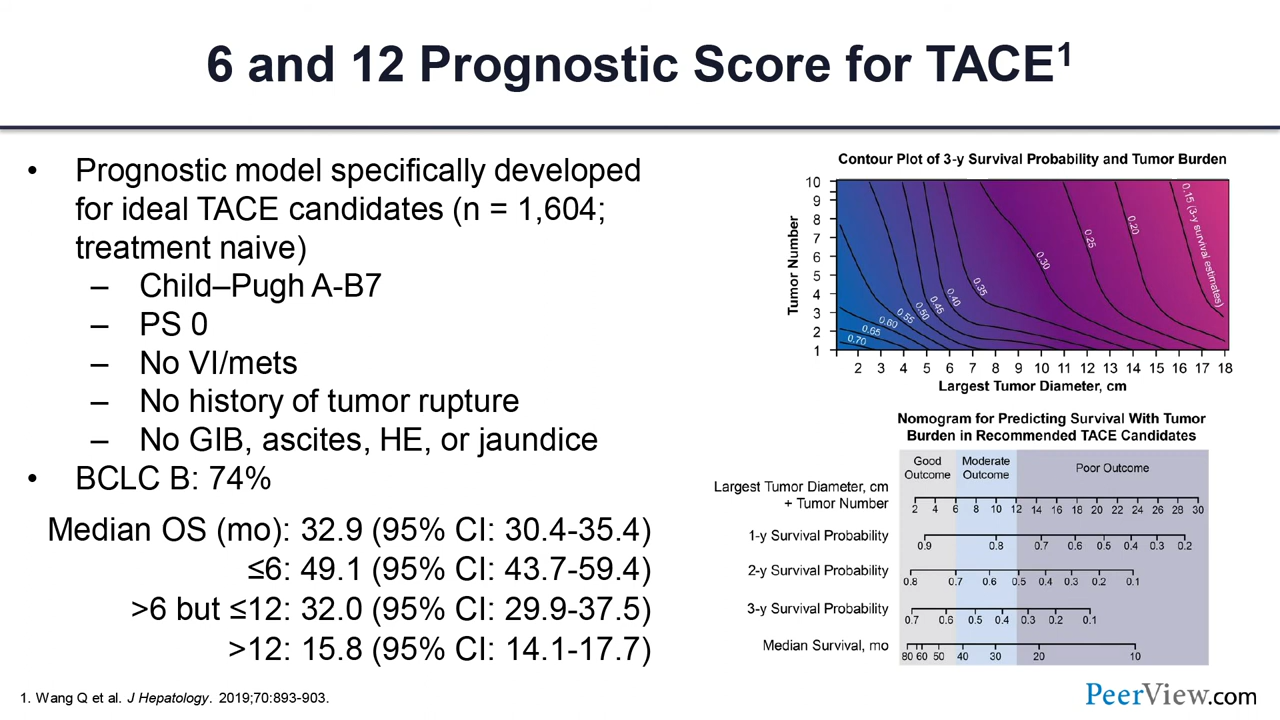 6 and 12 Prognostic Score for TACE¹
• Prognostic model specifically developed
for ideal TACE candidates (n = 1,604;
treatment naive)
– Child–Pugh A-B7
– PS 0
– No VI/mets
– No history of tumor rupture
– No GIB, ascites, HE, or jaundice
• BCLC B: 74%
Median OS (mo): 32.9 (95% CI: 30.4-35.4)
≤6: 49.1 (95% CI: 43.7-59.4)
>6 but ≤12: 32.0 (95% CI: 29.9-37.5)
>12: 15.8 (95% CI: 14.1-17.7)
Contour Plot of 3-y Survival Probability and Tumor Burden
Tumor Number
10
9
8
7
6
5
4
3
2
1
0.70
0.65
0.60
0.55
0.50
0.45
0.40
0.35
0.30
0.25
0.20
0.15 (3-y survival estimates)
2 3 4 5 6 7 8 9 10 11 12 13 14 15 16 17 18
Largest Tumor Diameter, cm
Nomogram for Predicting Survival With Tumor
Burden in Recommended TACE Candidates
Good
Outcome
Moderate
Outcome
Poor Outcome
Largest Tumor Diameter, cm
+ Tumor Number
2 4 6 8 10 12 14 16 18 20 22 24 26 28 30
1-y Survival Probability
0.9 0.8 0.7 0.6 0.5 0.4 0.3 0.2
2-y Survival Probability
0.8 0.7 0.6 0.5 0.4 0.3 0.2 0.1
3-y Survival Probability
0.7 0.6 0.5 0.4 0.3 0.2 0.1
Median Survival, mo
80 60 50 40 30 20 10
1. Wang Q et al. J Hepatology. 2019;70:893-903.
PeerView.com